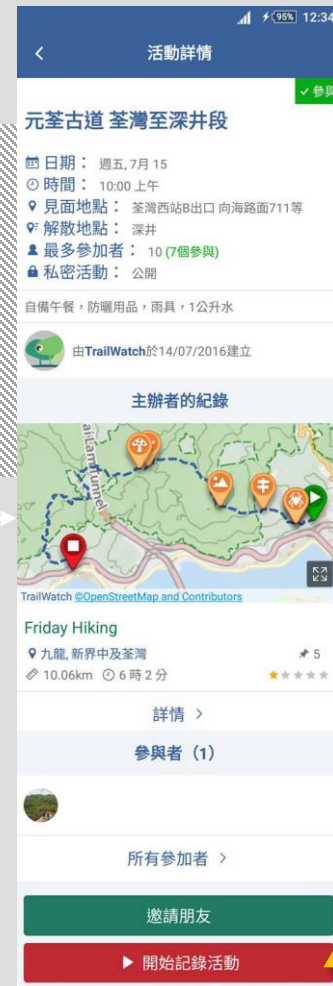 95% 12:34
活動詳情
✓ 參與
元荃古道 荃灣至深井段
日期： 週五, 7月 15
時間： 10:00 上午
見面地點： 荃灣西站B出口 向海路面711等
解散地點： 深井
最多參加者： 10 (7個參與)
私密活動： 公開
自備午餐，防曬用品，雨具，1公升水
由TrailWatch於14/07/2016建立
主辦者的紀錄
ai Lam Tunnel
TrailWatch ©OpenStreetMap and Contributors
Friday Hiking
九龍, 新界中及荃灣
5
10.06km 6 時 2 分
詳情 >
參與者（1）
所有參加者 >
邀請朋友
開始記錄活動